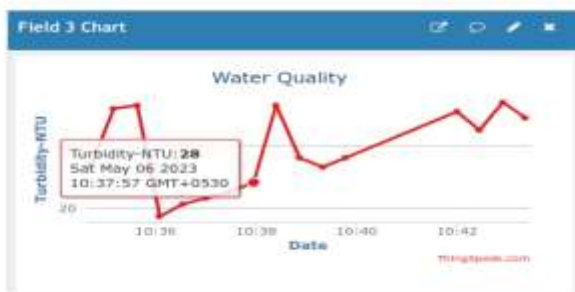 Field 3 Chart
Water Quality
Turbidity-NTU
Turbidity-NTU: 28
Sat May 06 2023
10:37:57 GMT+0530
20
10:36
10:38
10:40
10:42
Date
ThingSpeak.com